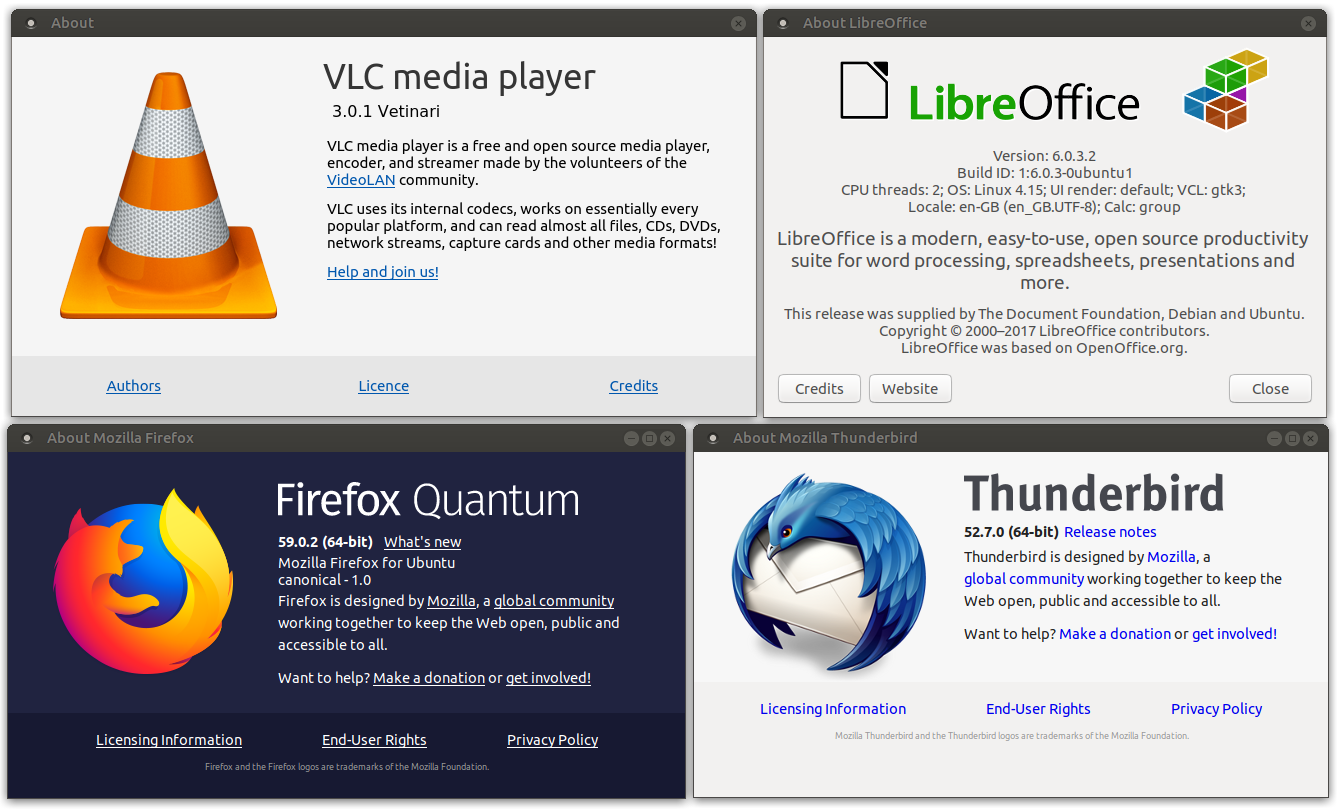 About
VLC media player
3.0.1 Vetinari
VLC media player is a free and open source media player,
encoder, and streamer made by the volunteers of the
VideoLAN community.
VLC uses its internal codecs, works on essentially every
popular platform, and can read almost all files, CDs, DVDs,
network streams, capture cards and other media formats!
Help and join us!
Authors
Licence
Credits
About LibreOffice
LibreOffice
Version: 6.0.3.2
Build ID: 1:6.0.3-0ubuntu1
CPU threads: 2; OS: Linux 4.15; UI render: default; VCL: gtk3;
Locale: en-GB (en_GB.UTF-8); Calc: group
LibreOffice is a modern, easy-to-use, open source productivity
suite for word processing, spreadsheets, presentations and
more.
This release was supplied by The Document Foundation, Debian and Ubuntu.
Copyright © 2000–2017 LibreOffice contributors.
LibreOffice was based on OpenOffice.org.
Credits
Website
Close
About Mozilla Firefox
Firefox Quantum
59.0.2 (64-bit) What's new
Mozilla Firefox for Ubuntu
canonical - 1.0
Firefox is designed by Mozilla, a global community
working together to keep the Web open, public and
accessible to all.
Want to help? Make a donation or get involved!
Licensing Information
End-User Rights
Privacy Policy
Firefox and the Firefox logos are trademarks of the Mozilla Foundation.
About Mozilla Thunderbird
Thunderbird
52.7.0 (64-bit) Release notes
Thunderbird is designed by Mozilla, a
global community working together to keep the
Web open, public and accessible to all.
Want to help? Make a donation or get involved!
Licensing Information
End-User Rights
Privacy Policy
Mozilla Thunderbird and the Thunderbird logos are trademarks of the Mozilla Foundation.